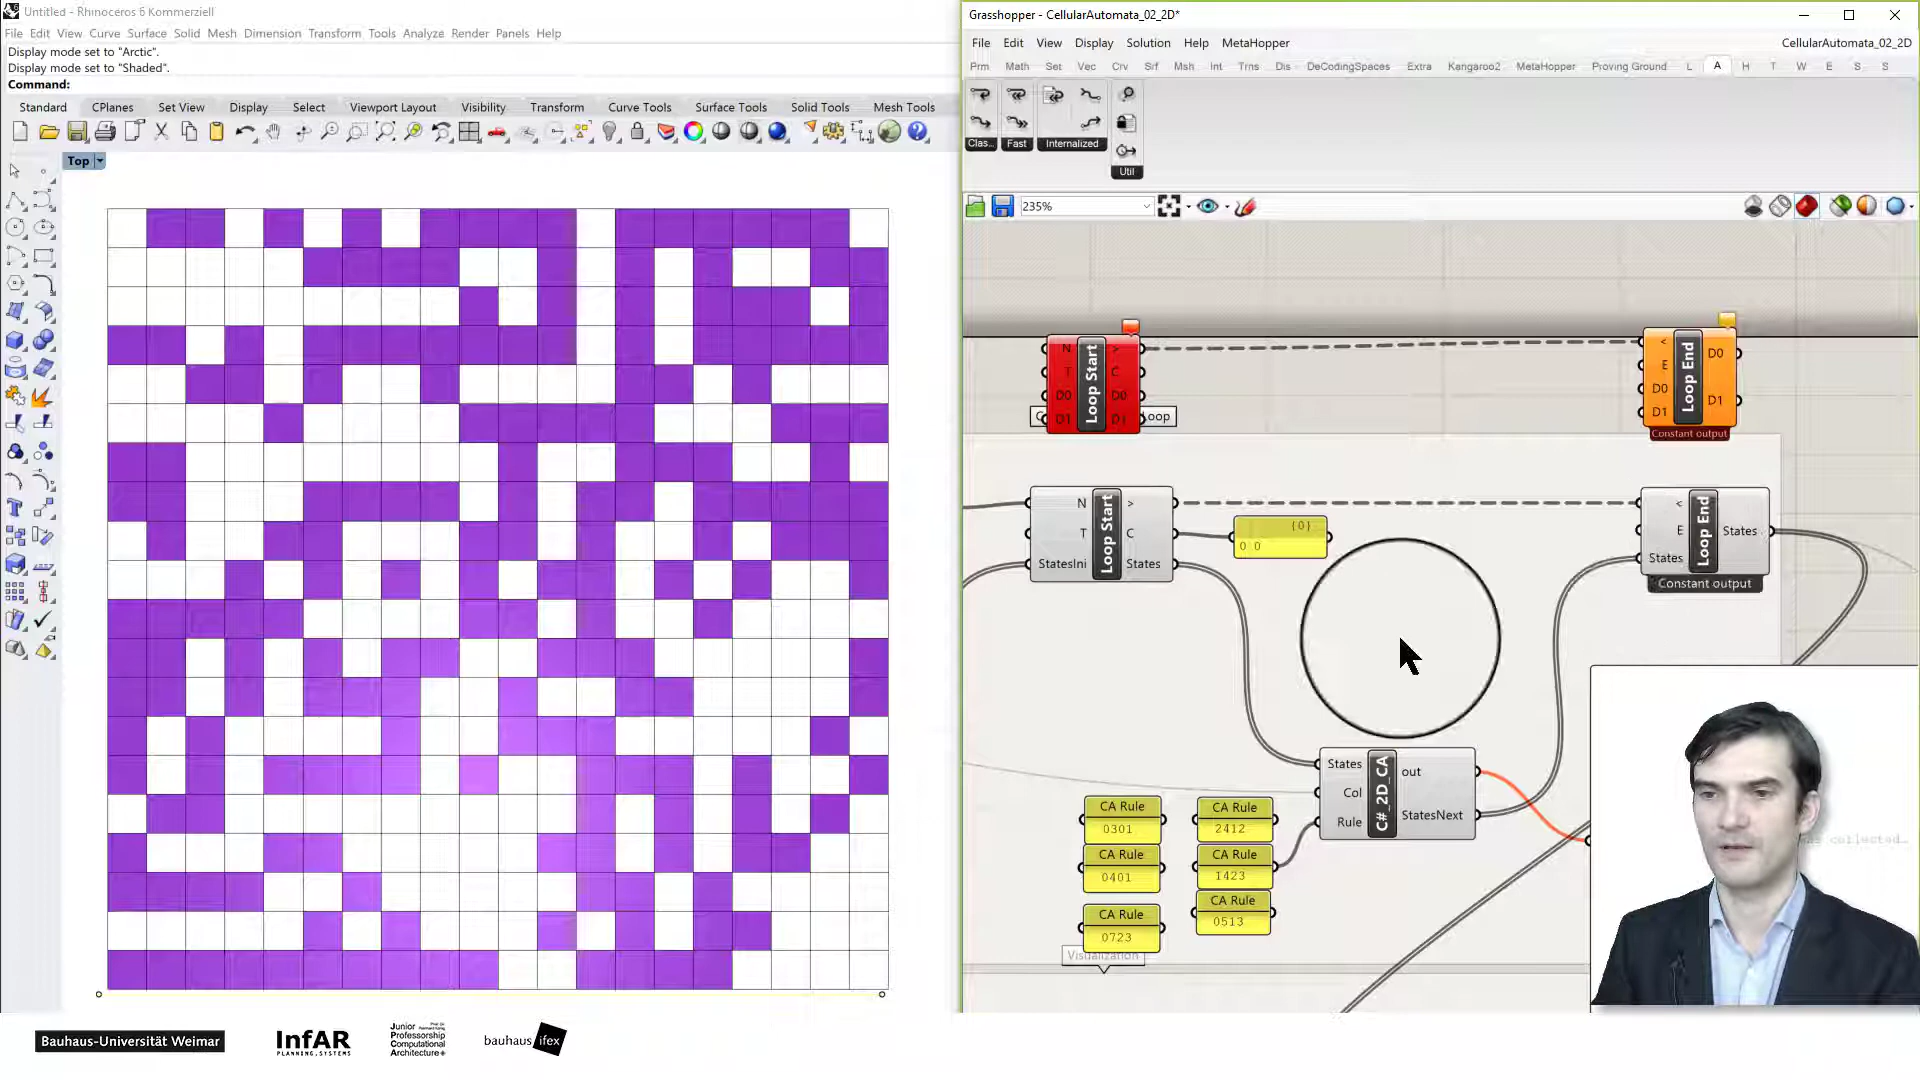 Untitled - Rhinoceros 6 Kommerziell
File Edit View Curve Surface Solid Mesh Dimension Transform Tools Analyze Render Panels Help
Display mode set to "Arctic".
Display mode set to "Shaded".
Command:
Standard CPlanes Set View Display Select Viewport Layout Visibility Transform Curve Tools Surface Tools Solid Tools Mesh Tools
Top
Grasshopper - CellularAutomata_02_2D*
File Edit View Display Solution Help MetaHopper
CellularAutomata_02_2D
Prm Math Set Vec Crv Srf Msh Int Trns Dis DeCodingSpaces Extra Kangaroo2 MetaHopper Proving Ground L A H T W E S S
Clas... Fast Internalized
Util
235%
N >
T C
D0 D0
D1 D1
Loop Start
Loop
<
E
D0
D1
Loop End
D0
D1
Constant output
N
T
StatesIni
Loop Start
>
C
States
{0}
0 0
<
E
States
Loop End
States
Constant output
States
Col
Rule
C#_2D_CA
out
StatesNext
CA Rule
0301
CA Rule
0401
CA Rule
0723
CA Rule
2412
CA Rule
1423
CA Rule
0513
Visualization
collected..
Bauhaus-Universität Weimar
InfAR
PLANNING.SYSTEMS
Junior
Professorship
Computational
Architecture
bauhaus ifex